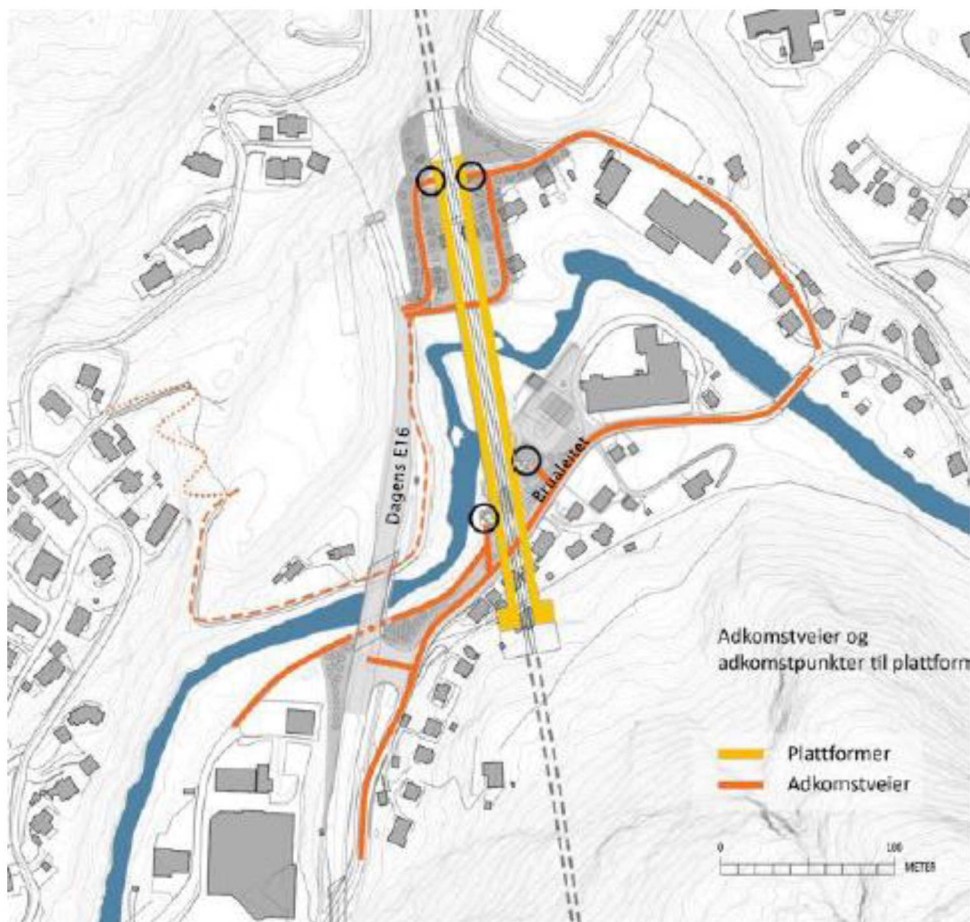 Dagens E16
Brualeitet
Adkomstveier og
adkomstpunkter til plattform
Plattformer
Adkomstveier
0 100
METER